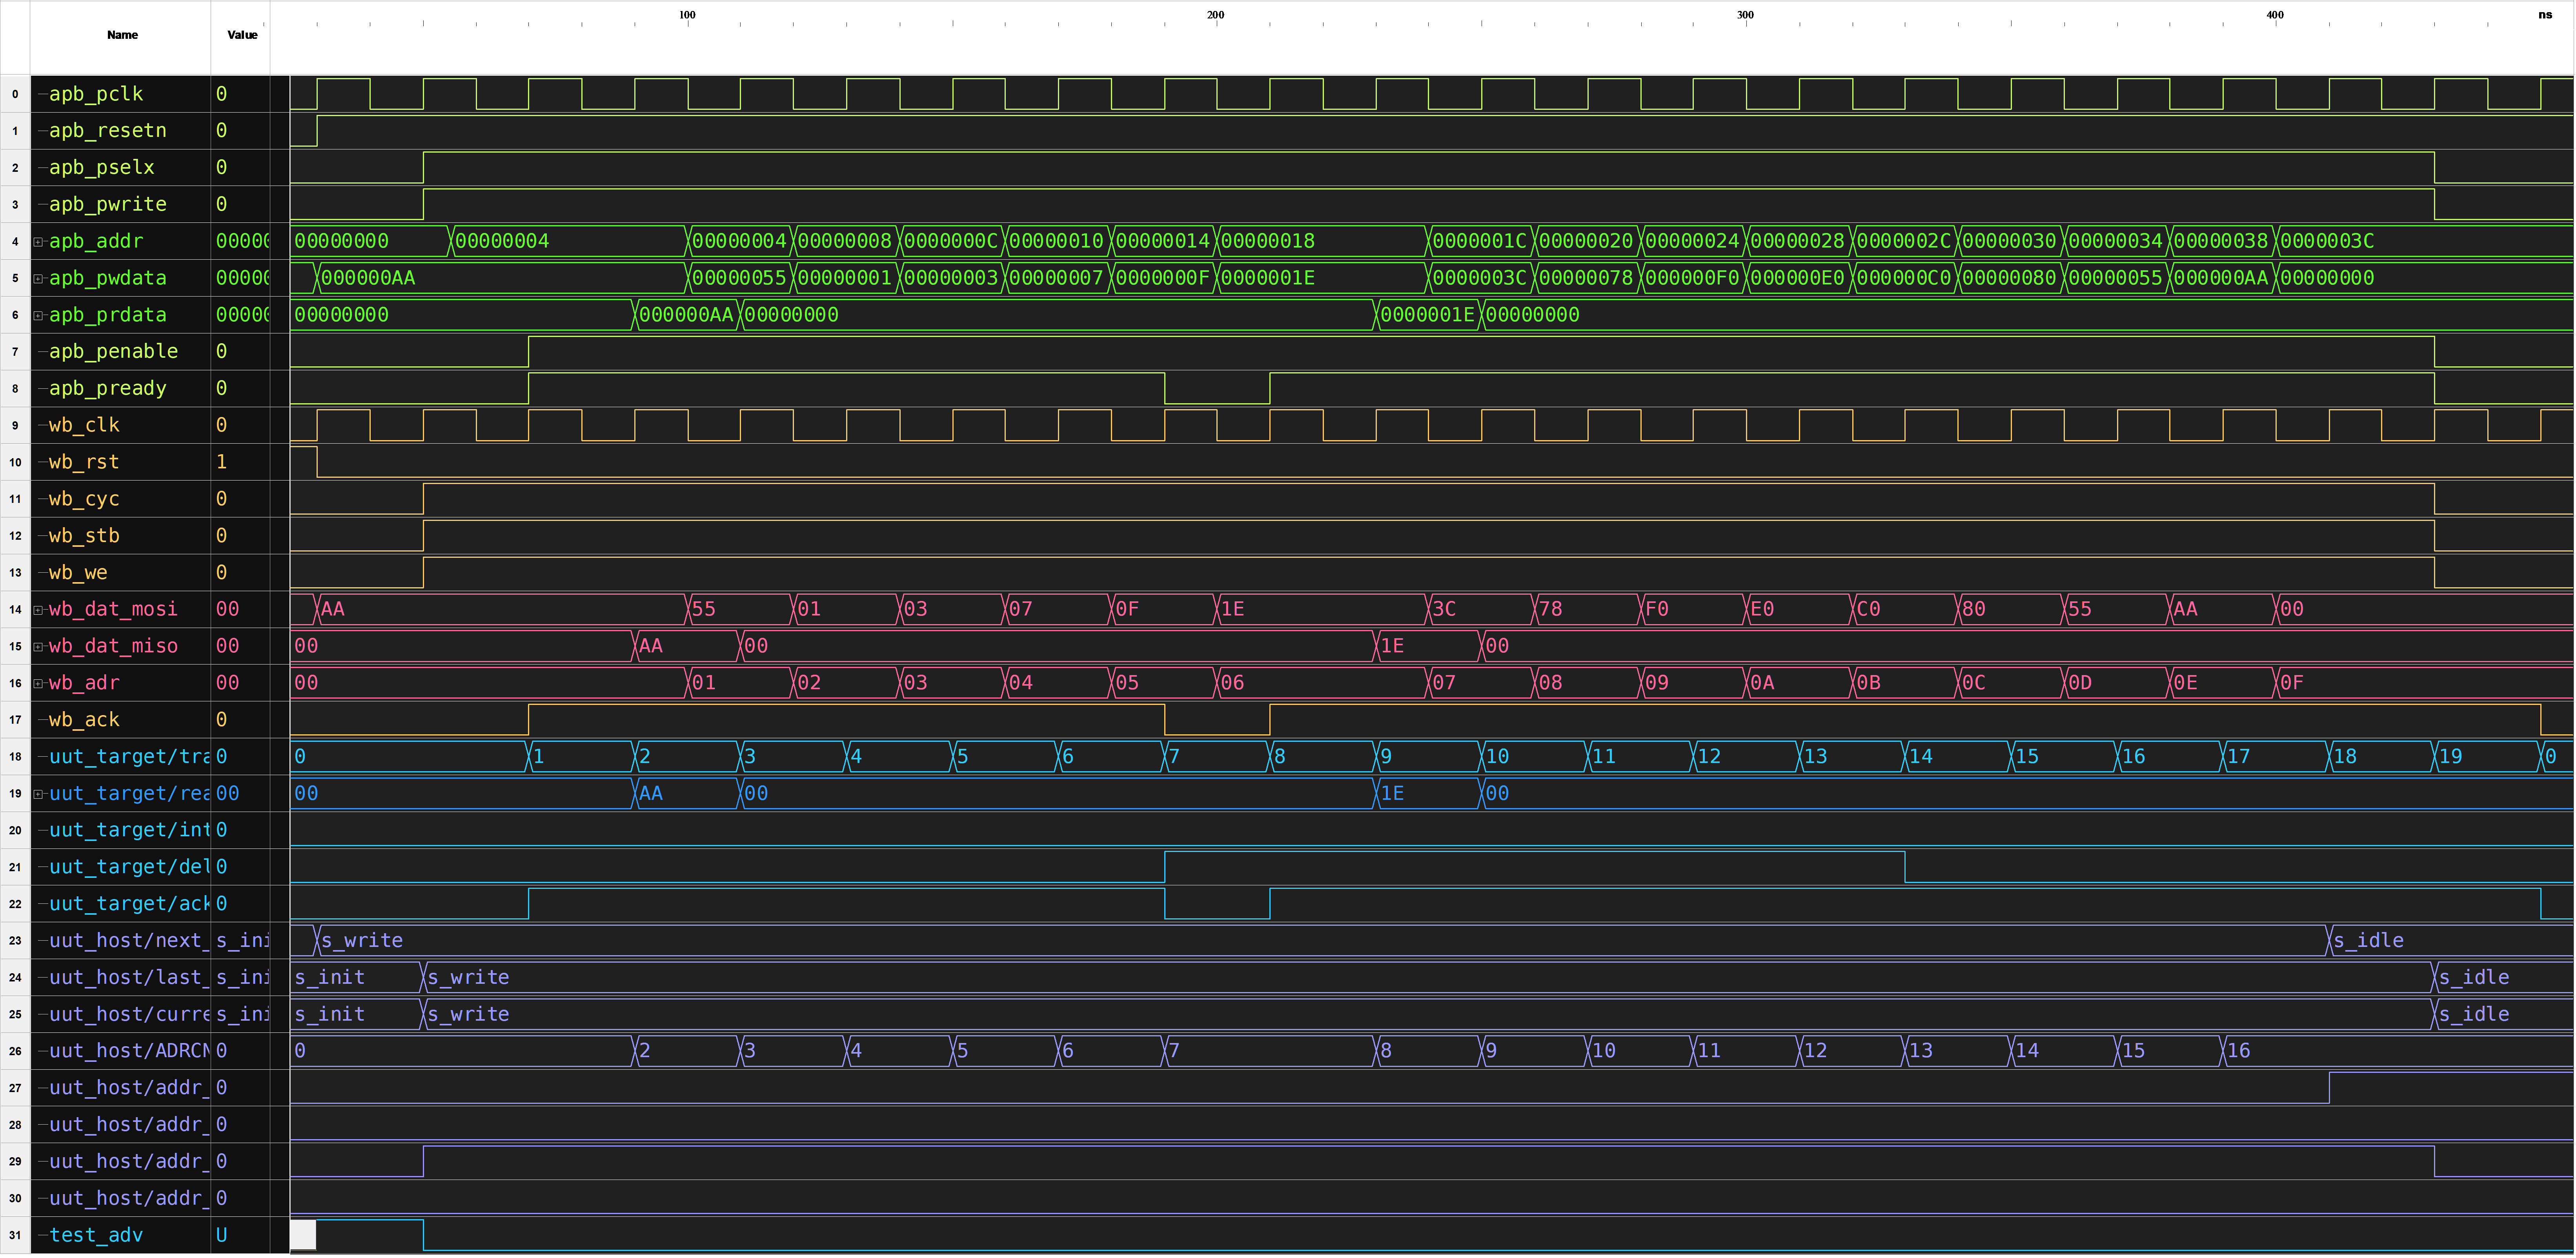 100 200 300 400 ns
Name Value
0 apb_pclk 0
1 apb_resetn 0
2 apb_pselx 0
3 apb_pwrite 0
4 apb_addr 00000 00000000 00000004 00000004 00000008 0000000C 00000010 00000014 00000018 0000001C 00000020 00000024 00000028 0000002C 00000030 00000034 00000038 0000003C
5 apb_pwdata 00000 000000AA 00000055 00000001 00000003 00000007 0000000F 0000001E 0000003C 00000078 000000F0 000000E0 000000C0 00000080 00000055 000000AA 00000000
6 apb_prdata 00000 00000000 000000AA 00000000 0000001E 00000000
7 apb_penable 0
8 apb_pready 0
9 wb_clk 0
10 wb_rst 1
11 wb_cyc 0
12 wb_stb 0
13 wb_we 0
14 wb_dat_mosi 00 AA 55 01 03 07 0F 1E 3C 78 F0 E0 C0 80 55 AA 00
15 wb_dat_miso 00 00 AA 00 1E 00
16 wb_adr 00 00 01 02 03 04 05 06 07 08 09 0A 0B 0C 0D 0E 0F
17 wb_ack 0
18 uut_target/tra 0 0 1 2 3 4 5 6 7 8 9 10 11 12 13 14 15 16 17 18 19 0
19 uut_target/rea 00 00 AA 00 1E 00
20 uut_target/int 0
21 uut_target/del 0
22 uut_target/ack 0
23 uut_host/next_ s_ini s_write s_idle
24 uut_host/last_ s_ini s_init s_write s_idle
25 uut_host/curre s_ini s_init s_write s_idle
26 uut_host/ADRCN 0 0 2 3 4 5 6 7 8 9 10 11 12 13 14 15 16
27 uut_host/addr_ 0
28 uut_host/addr_ 0
29 uut_host/addr_ 0
30 uut_host/addr_ 0
31 test_adv U